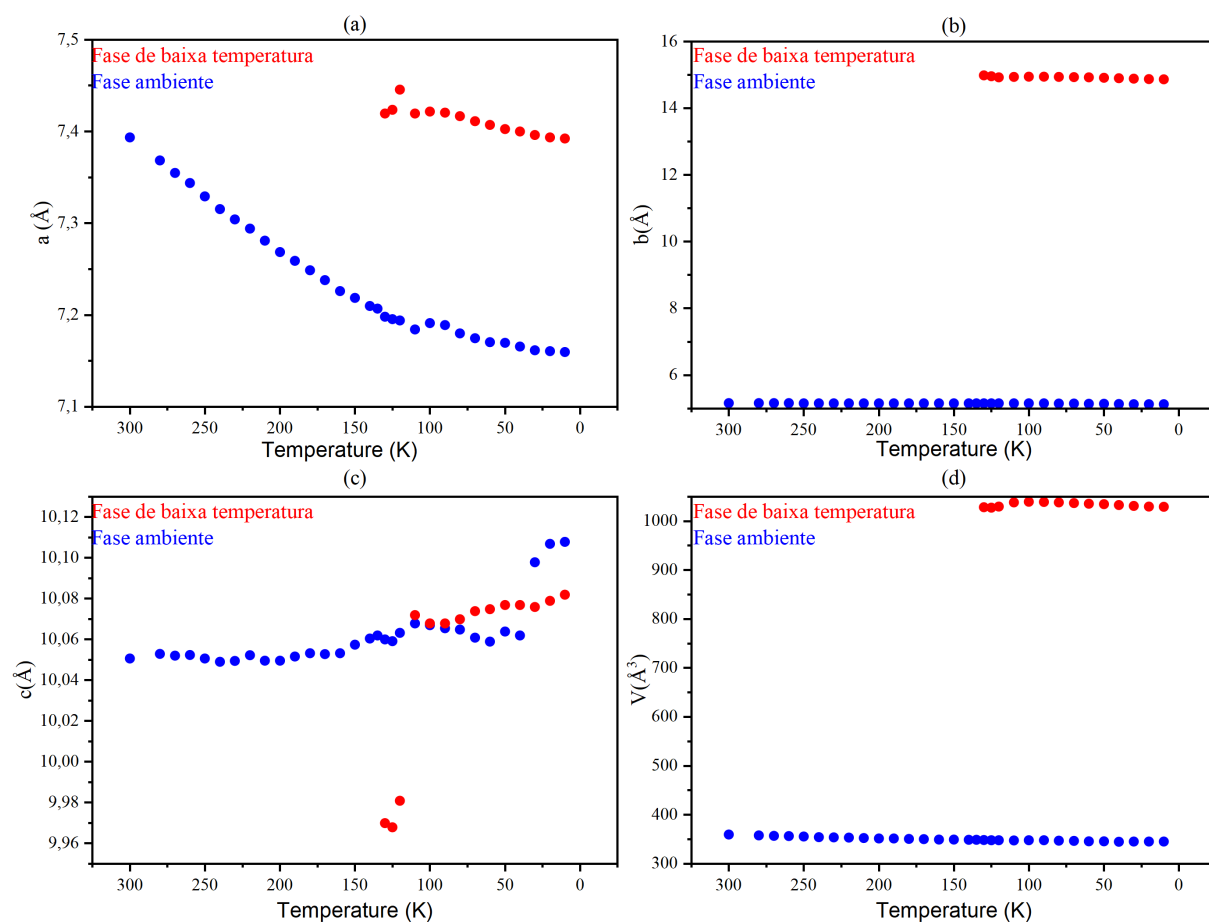 (a)
7,5
Fase de baixa temperatura
Fase ambiente
7,4
7,3
7,2
7,1
a (Å)
300 250 200 150 100 50 0
Temperature (K)
(b)
16
Fase de baixa temperatura
Fase ambiente
14
12
10
8
6
b(Å)
300 250 200 150 100 50 0
Temperature (K)
(c)
10,12
Fase de baixa temperatura
Fase ambiente
10,10
10,08
10,06
10,04
10,02
10,00
9,98
9,96
c(Å)
300 250 200 150 100 50 0
Temperature (K)
(d)
1000
Fase de baixa temperatura
Fase ambiente
900
800
700
600
500
400
300
V(Å³)
300 250 200 150 100 50 0
Temperature (K)